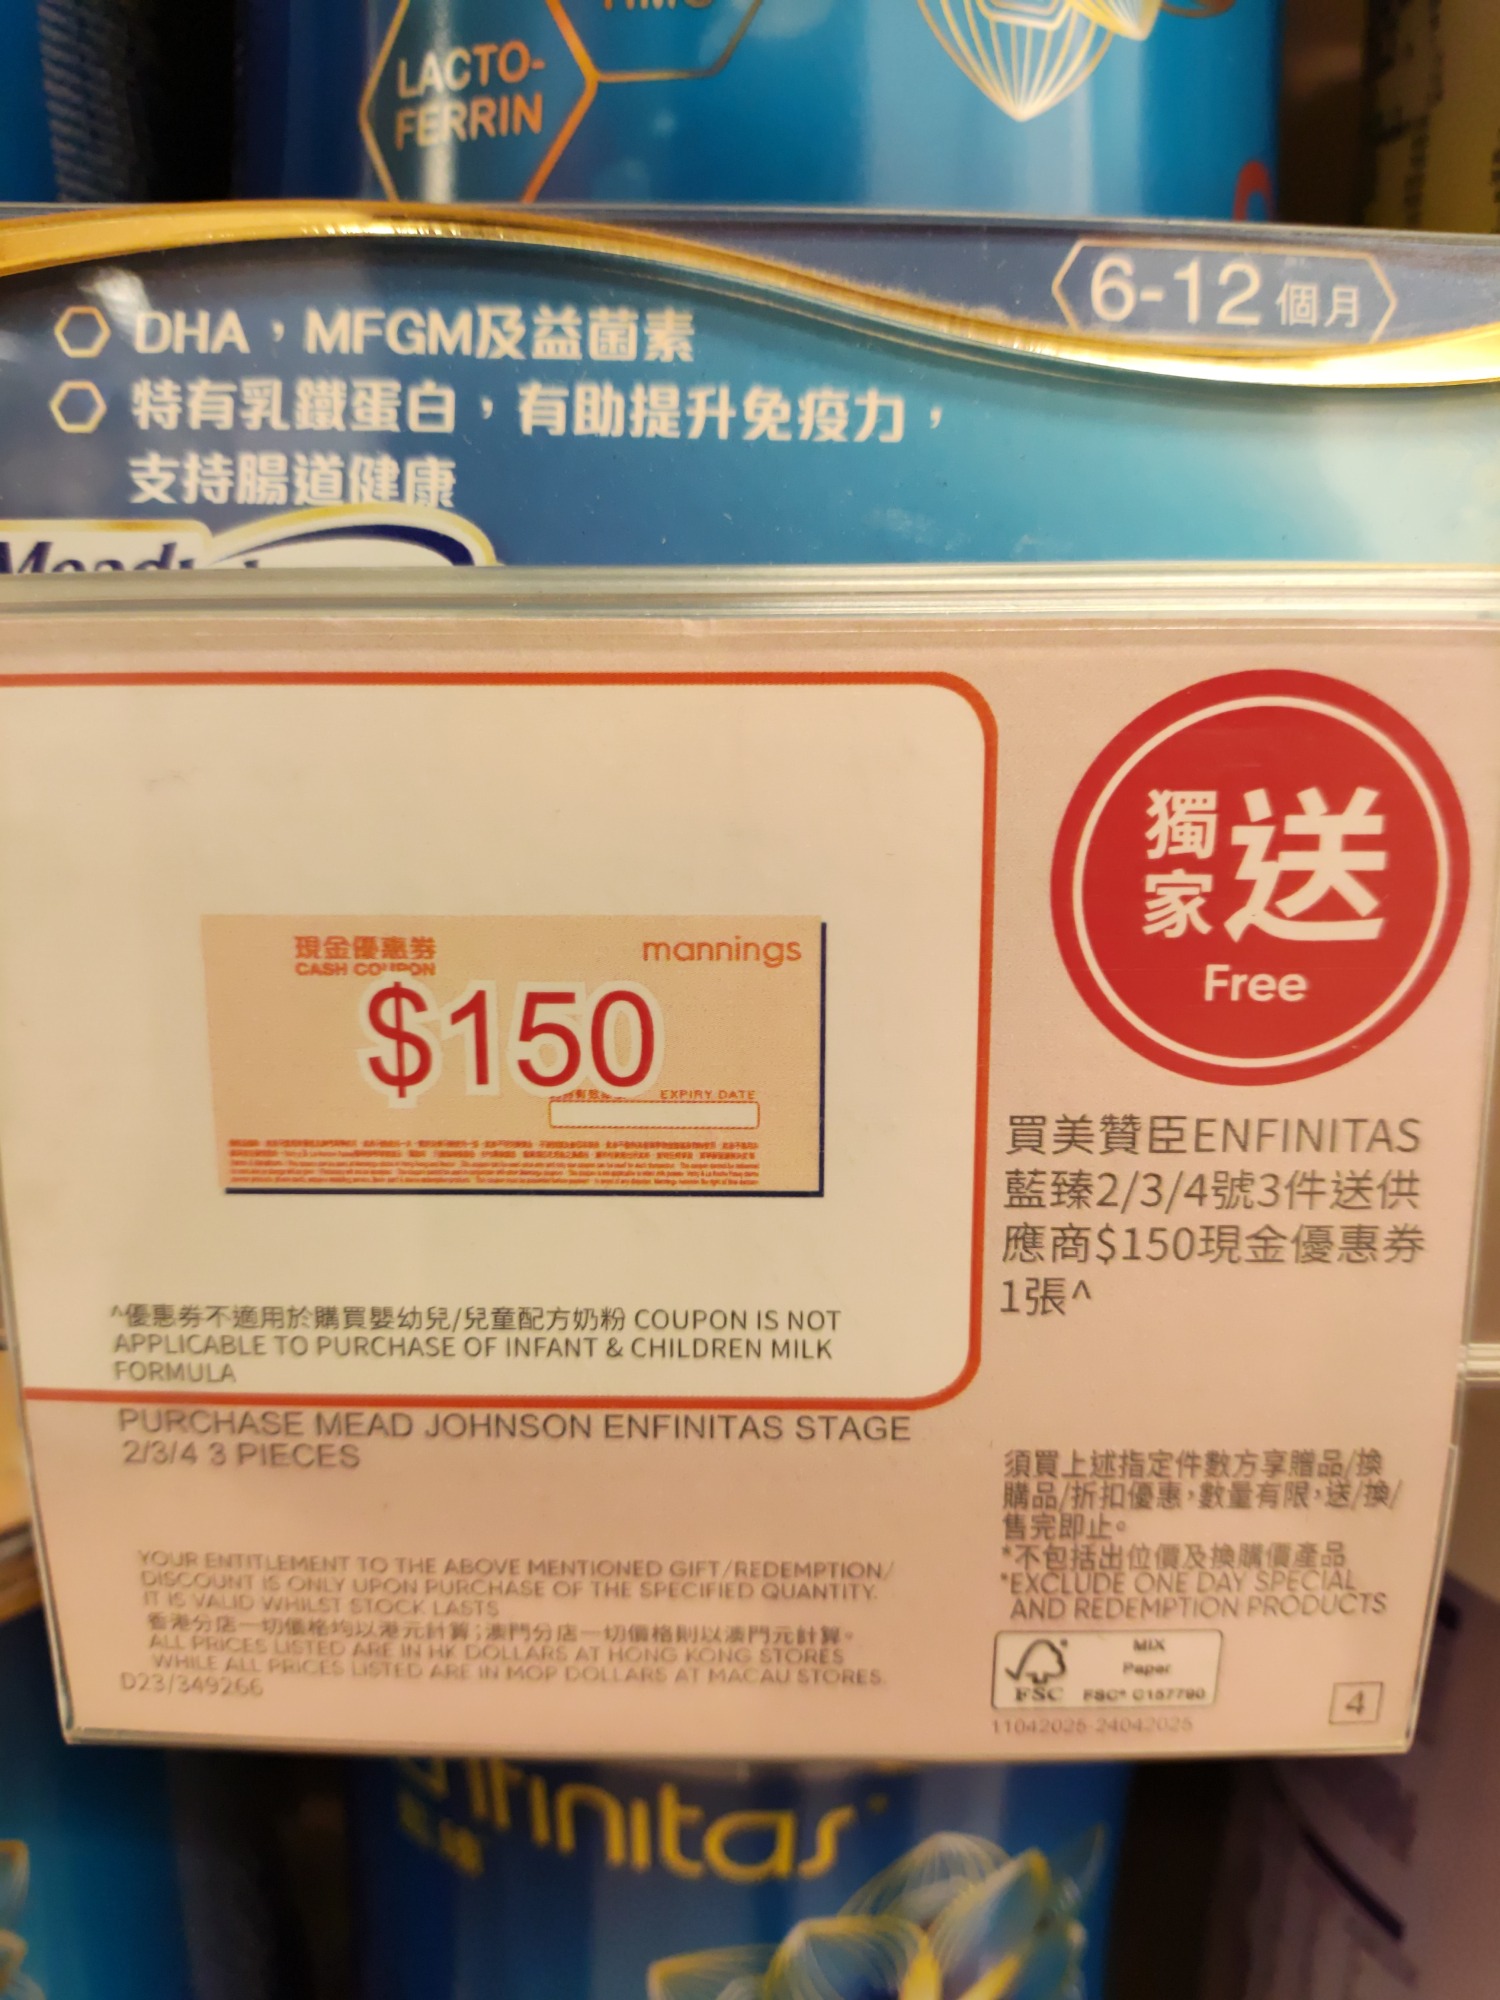 LACTO-
FERRIN
6-12個月
DHA，MFGM及益菌素
特有乳鐵蛋白，有助提升免疫力，
支持腸道健康
獨家送
Free
現金優惠券
CASH COUPON
mannings
$150
EXPIRY DATE
買美贊臣ENFINITAS
藍臻2/3/4號3件送供
應商$150現金優惠券
1張^
^優惠券不適用於購買嬰幼兒/兒童配方奶粉 COUPON IS NOT
APPLICABLE TO PURCHASE OF INFANT & CHILDREN MILK
FORMULA
PURCHASE MEAD JOHNSON ENFINITAS STAGE
2/3/4 3 PIECES
須買上述指定件數方享贈品/換
購品/折扣優惠，數量有限，送/換/
售完即止。
*不包括出位價及換購價產品
*EXCLUDE ONE DAY SPECIAL
AND REDEMPTION PRODUCTS
YOUR ENTITLEMENT TO THE ABOVE MENTIONED GIFT/REDEMPTION/
DISCOUNT IS ONLY UPON PURCHASE OF THE SPECIFIED QUANTITY.
IT IS VALID WHILST STOCK LASTS
香港分店一切價格均以港元計算；澳門分店一切價格則以澳門元計算。
ALL PRICES LISTED ARE IN HK DOLLARS AT HONG KONG STORES
WHILE ALL PRICES LISTED ARE IN MOP DOLLARS AT MACAU STORES.
D23/349266
MIX
Paper
FSC
FSC® C157790
11042025-24042025
4